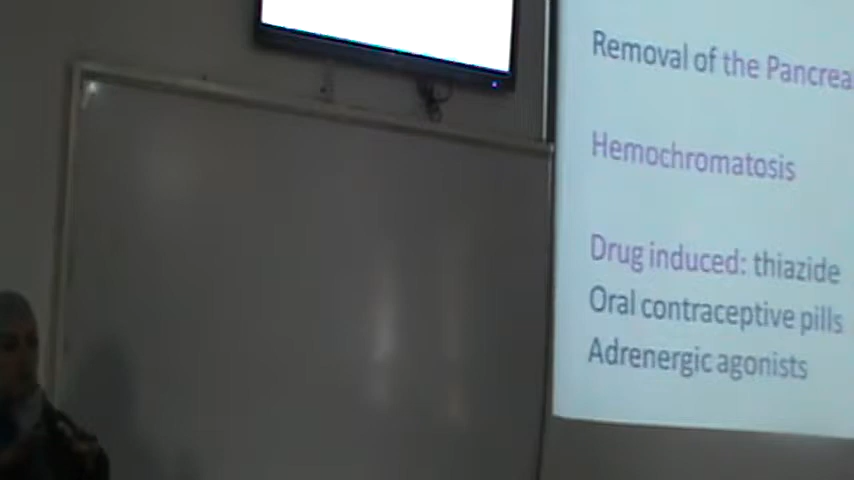 Removal of the Pancrea
Hemochromatosis
Drug induced: thiazide
Oral contraceptive pills
Adrenergic agonists